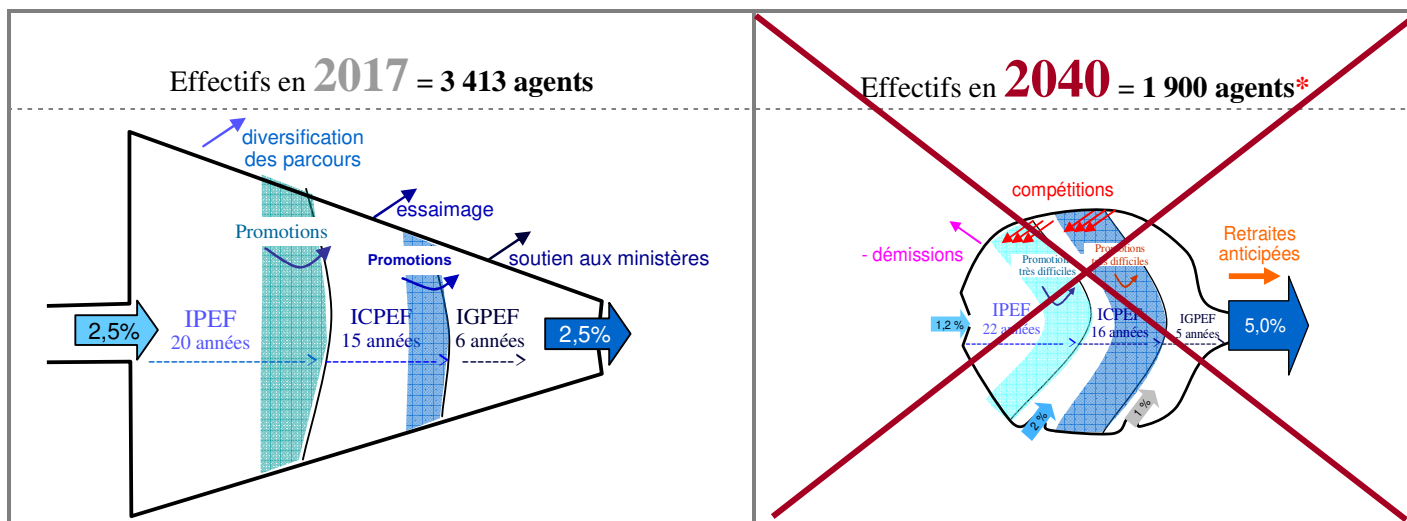 Effectifs en 2017 = 3 413 agents
diversification
des parcours
essaimage
Promotions
Promotions
soutien aux ministères
2,5%
IPEF
20 années
ICPEF
15 années
IGPEF
6 années
2,5%
Effectifs en 2040 = 1 900 agents*
compétitions
- démissions
Promotions
très difficiles
Promotions
très difficiles
Retraites
anticipées
1,2 %
IPEF
22 années
ICPEF
16 années
IGPEF
5 années
5,0%
2 %
1 %